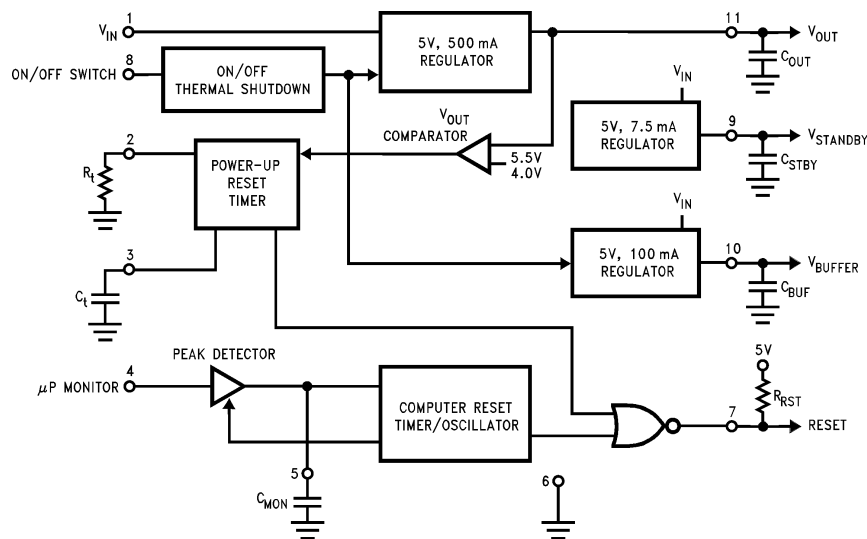 1
V_IN
5V, 500 mA
REGULATOR
11
V_OUT
C_OUT
8
ON/OFF SWITCH
ON/OFF
THERMAL SHUTDOWN
V_OUT
COMPARATOR
5.5V
4.0V
V_IN
5V, 7.5 mA
REGULATOR
9
V_STANDBY
C_STBY
2
R_t
POWER-UP
RESET
TIMER
V_IN
5V, 100 mA
REGULATOR
10
V_BUFFER
C_BUF
3
C_t
PEAK DETECTOR
4
μP MONITOR
COMPUTER RESET
TIMER/OSCILLATOR
5V
R_RST
7
RESET
5
C_MON
6